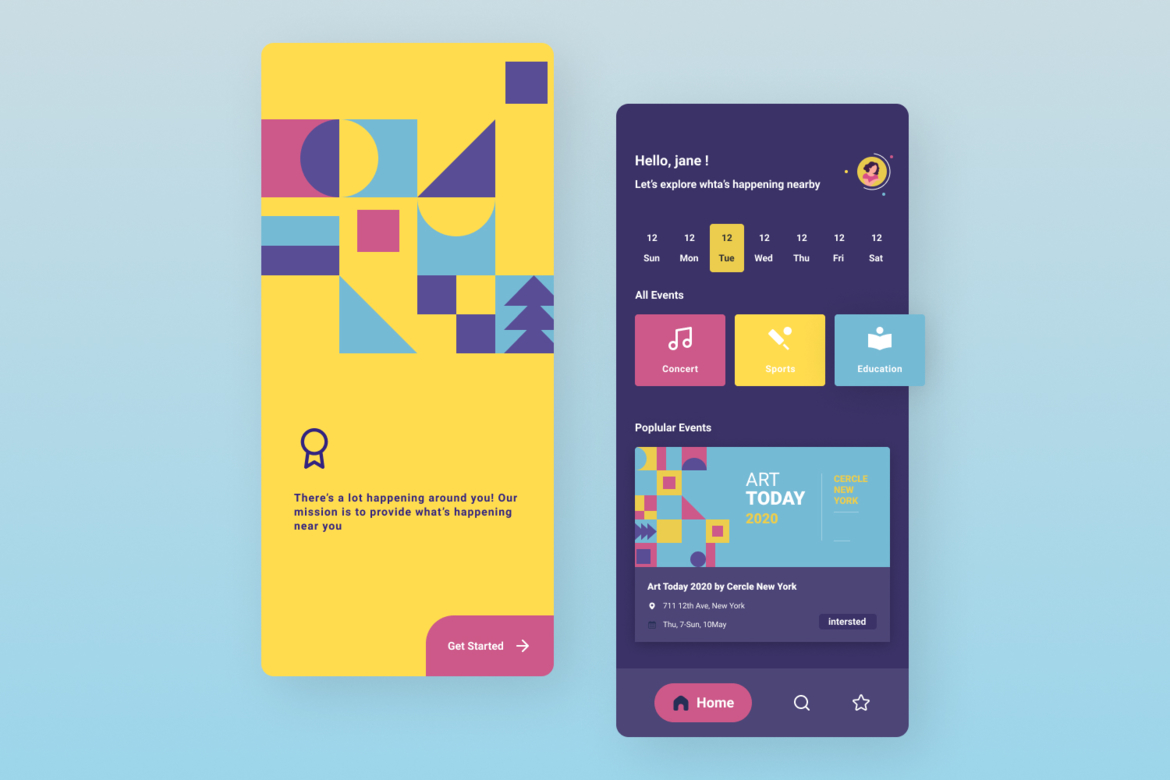 There's a lot happening around you! Our
mission is to provide what's happening
near you
Get Started
Hello, jane !
Let's explore whta's happening nearby
12 12 12 12 12 12 12
Sun Mon Tue Wed Thu Fri Sat
All Events
Concert Sports Education
Poplular Events
ART
TODAY
2020
CERCLE
NEW
YORK
Art Today 2020 by Cercle New York
711 12th Ave, New York
Thu, 7-Sun, 10May
intersted
Home